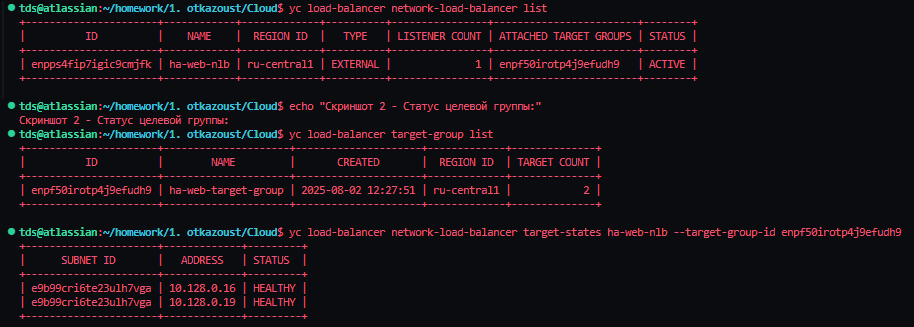 tds@atlassian:~/homework/1. otkazoust/Cloud$ yc load-balancer network-load-balancer list
+----------------------+------------+-------------+----------+----------------+------------------------+--------+
| ID | NAME | REGION ID | TYPE | LISTENER COUNT | ATTACHED TARGET GROUPS | STATUS |
+----------------------+------------+-------------+----------+----------------+------------------------+--------+
| enpps4fip7igic9cmjfk | ha-web-nlb | ru-central1 | EXTERNAL | 1 | enpf50irotp4j9efudh9 | ACTIVE |
+----------------------+------------+-------------+----------+----------------+------------------------+--------+
tds@atlassian:~/homework/1. otkazoust/Cloud$ echo "Скриншот 2 - Статус целевой группы:"
Скриншот 2 - Статус целевой группы:
tds@atlassian:~/homework/1. otkazoust/Cloud$ yc load-balancer target-group list
+----------------------+---------------------+---------------------+-------------+--------------+
| ID | NAME | CREATED | REGION ID | TARGET COUNT |
+----------------------+---------------------+---------------------+-------------+--------------+
| enpf50irotp4j9efudh9 | ha-web-target-group | 2025-08-02 12:27:51 | ru-central1 | 2 |
+----------------------+---------------------+---------------------+-------------+--------------+
tds@atlassian:~/homework/1. otkazoust/Cloud$ yc load-balancer network-load-balancer target-states ha-web-nlb --target-group-id enpf50irotp4j9efudh9
+----------------------+-------------+---------+
| SUBNET ID | ADDRESS | STATUS |
+----------------------+-------------+---------+
| e9b99cri6te23ulh7vga | 10.128.0.16 | HEALTHY |
| e9b99cri6te23ulh7vga | 10.128.0.19 | HEALTHY |
+----------------------+-------------+---------+